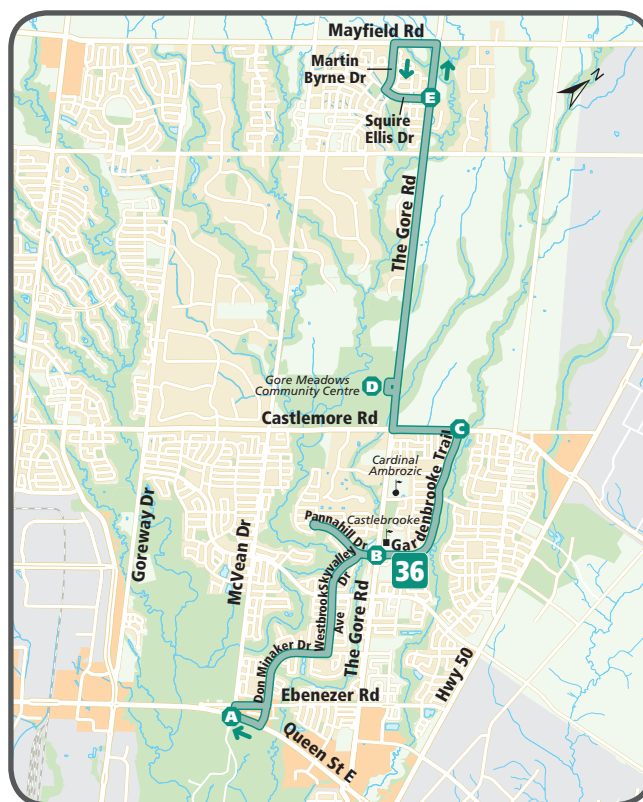 Mayfield Rd
Martin
Byrne Dr
N
E
Squire
Ellis Dr
The Gore Rd
Gore Meadows
Community Centre
D
Castlemore Rd
C
Cardinal
Ambrozic
Gardenbrooke Trail
Castlebrooke
Pannahill Dr
B
36
Goreway Dr
McVean Dr
Skyvalley
Dr
Westbrook
Ave
The Gore Rd
Don Minaker Dr
Hwy 50
Ebenezer Rd
A
Queen St E